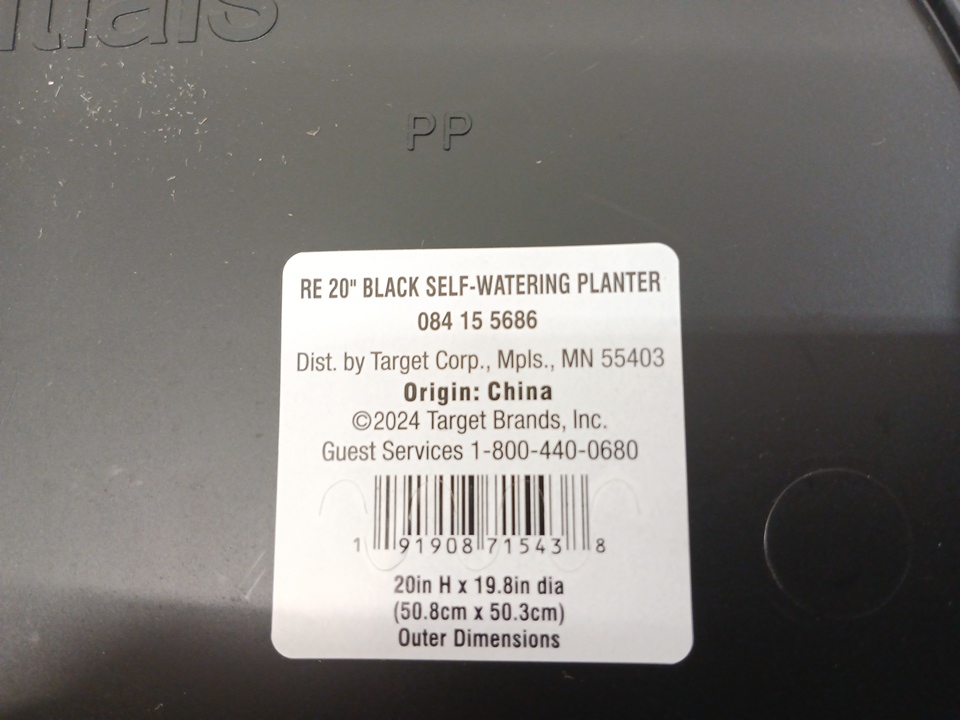 PP
RE 20" BLACK SELF-WATERING PLANTER
084 15 5686
Dist. by Target Corp., Mpls., MN 55403
Origin: China
©2024 Target Brands, Inc.
Guest Services 1-800-440-0680
1 91908 71543 8
20in H x 19.8in dia
(50.8cm x 50.3cm)
Outer Dimensions